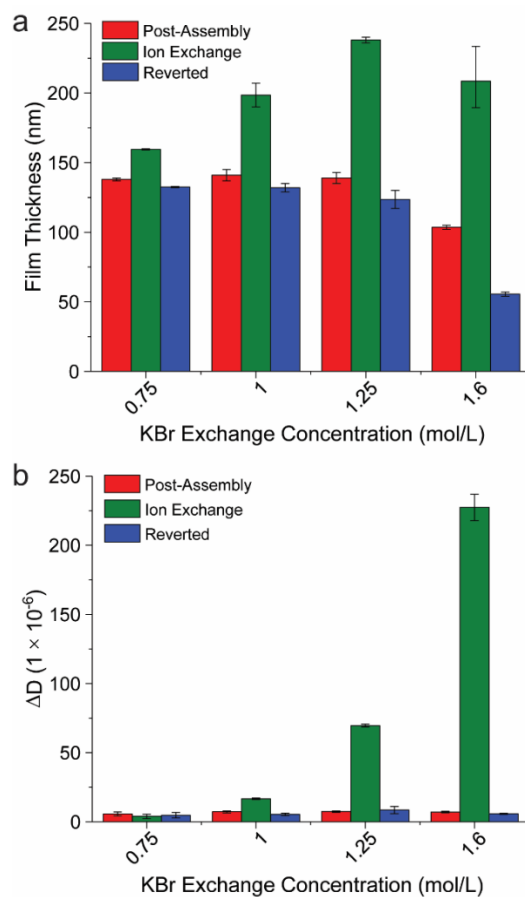 a
Post-Assembly
Ion Exchange
Reverted
Film Thickness (nm)
250
200
150
100
50
0
0.75
1
1.25
1.6
KBr Exchange Concentration (mol/L)
b
Post-Assembly
Ion Exchange
Reverted
ΔD (1 × 10⁻⁶)
250
200
150
100
50
0
0.75
1
1.25
1.6
KBr Exchange Concentration (mol/L)